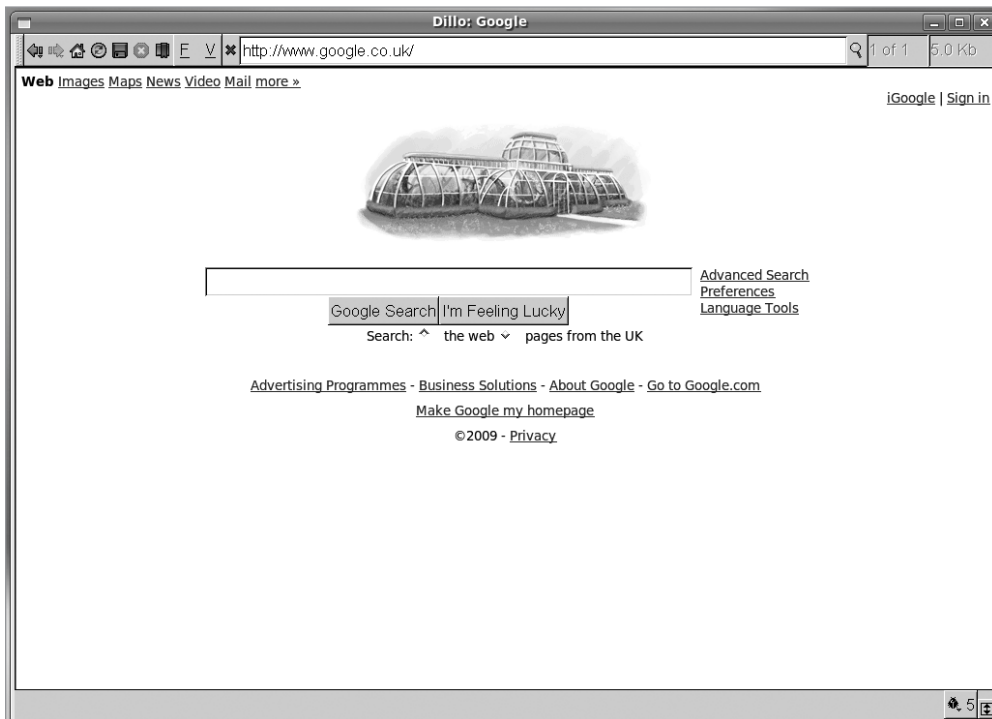 Dillo: Google
F V http://www.google.co.uk/ 1 of 1 5.0 Kb
Web Images Maps News Video Mail more »
iGoogle | Sign in
Advanced Search
Preferences
Language Tools
Google Search I'm Feeling Lucky
Search: the web pages from the UK
Advertising Programmes - Business Solutions - About Google - Go to Google.com
Make Google my homepage
©2009 - Privacy
5